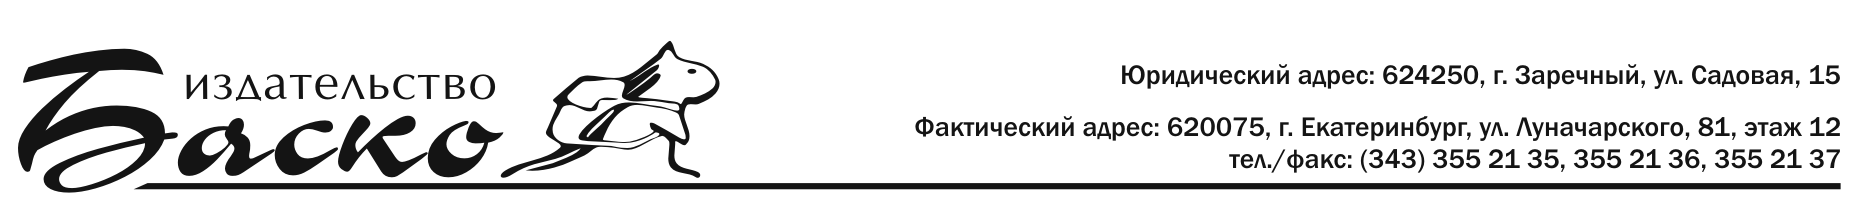 издательство
Баско
Юридический адрес: 624250, г. Заречный, ул. Садовая, 15
Фактический адрес: 620075, г. Екатеринбург, ул. Луначарского, 81, этаж 12
тел./факс: (343) 355 21 35, 355 21 36, 355 21 37